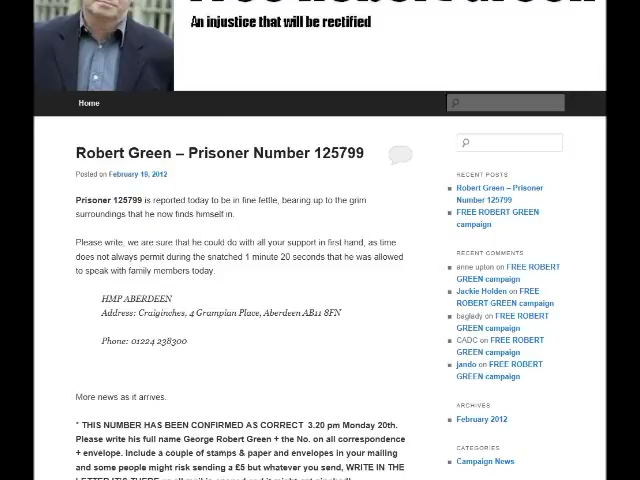 Free Robert Green
An injustice that will be rectified
Home
Robert Green – Prisoner Number 125799
Posted on February 19, 2012
Prisoner 125799 is reported today to be in fine fettle, bearing up to the grim
surroundings that he now finds himself in.
Please write, we are sure that he could do with all your support in first hand, as time
does not always permit during the snatched 1 minute 20 seconds that he was allowed
to speak with family members today.
HMP ABERDEEN
Address: Craiginches, 4 Grampian Place, Aberdeen AB11 8FN
Phone: 01224 238300
More news as it arrives.
* THIS NUMBER HAS BEEN CONFIRMED AS CORRECT 3.20 pm Monday 20th.
Please write his full name George Robert Green + the No. on all correspondence
+ envelope. Include a couple of stamps & paper and envelopes in your mailing
and some people might risk sending a £5 but whatever you send, WRITE IN THE
RECENT POSTS
Robert Green – Prisoner
Number 125799
FREE ROBERT GREEN
campaign
RECENT COMMENTS
anne upton on FREE ROBERT
GREEN campaign
Jackie Holden on FREE
ROBERT GREEN campaign
baglady on FREE ROBERT
GREEN campaign
CADC on FREE ROBERT
GREEN campaign
jando on FREE ROBERT
GREEN campaign
ARCHIVES
February 2012
CATEGORIES
Campaign News